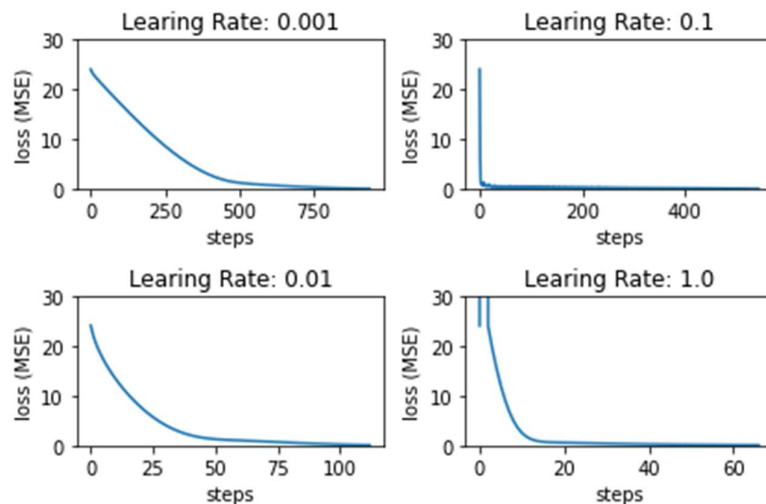 Learing Rate: 0.001
30
20
10
0
loss (MSE)
0 250 500 750
steps
Learing Rate: 0.1
30
20
10
0
loss (MSE)
0 200 400
steps
Learing Rate: 0.01
30
20
10
0
loss (MSE)
0 25 50 75 100
steps
Learing Rate: 1.0
30
20
10
0
loss (MSE)
0 20 40 60
steps